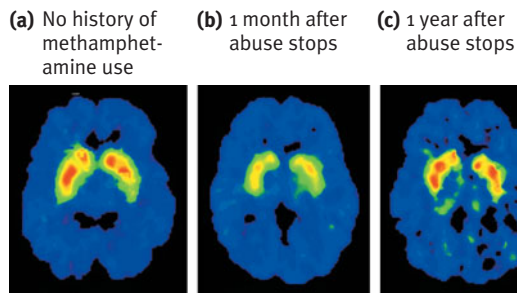 (a) No history of
methamphet-
amine use
(b) 1 month after
abuse stops
(c) 1 year after
abuse stops